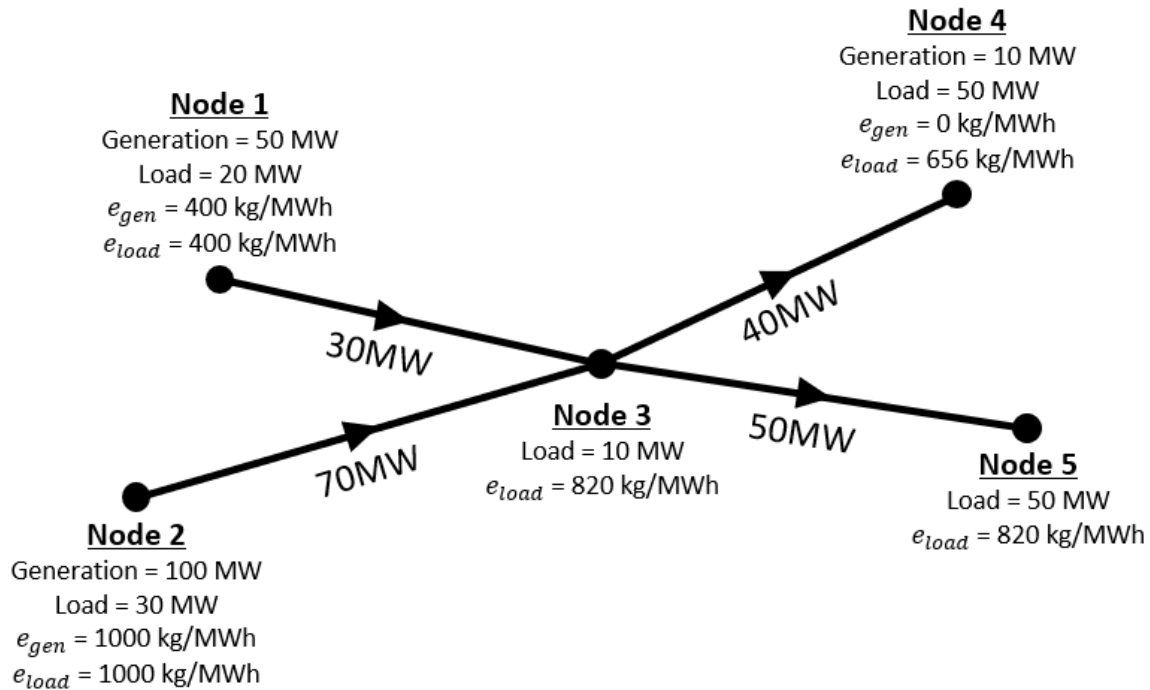 Node 4
Generation = 10 MW
Load = 50 MW
e_gen = 0 kg/MWh
e_load = 656 kg/MWh
Node 1
Generation = 50 MW
Load = 20 MW
e_gen = 400 kg/MWh
e_load = 400 kg/MWh
30MW
40MW
70MW
50MW
Node 3
Load = 10 MW
e_load = 820 kg/MWh
Node 5
Load = 50 MW
e_load = 820 kg/MWh
Node 2
Generation = 100 MW
Load = 30 MW
e_gen = 1000 kg/MWh
e_load = 1000 kg/MWh